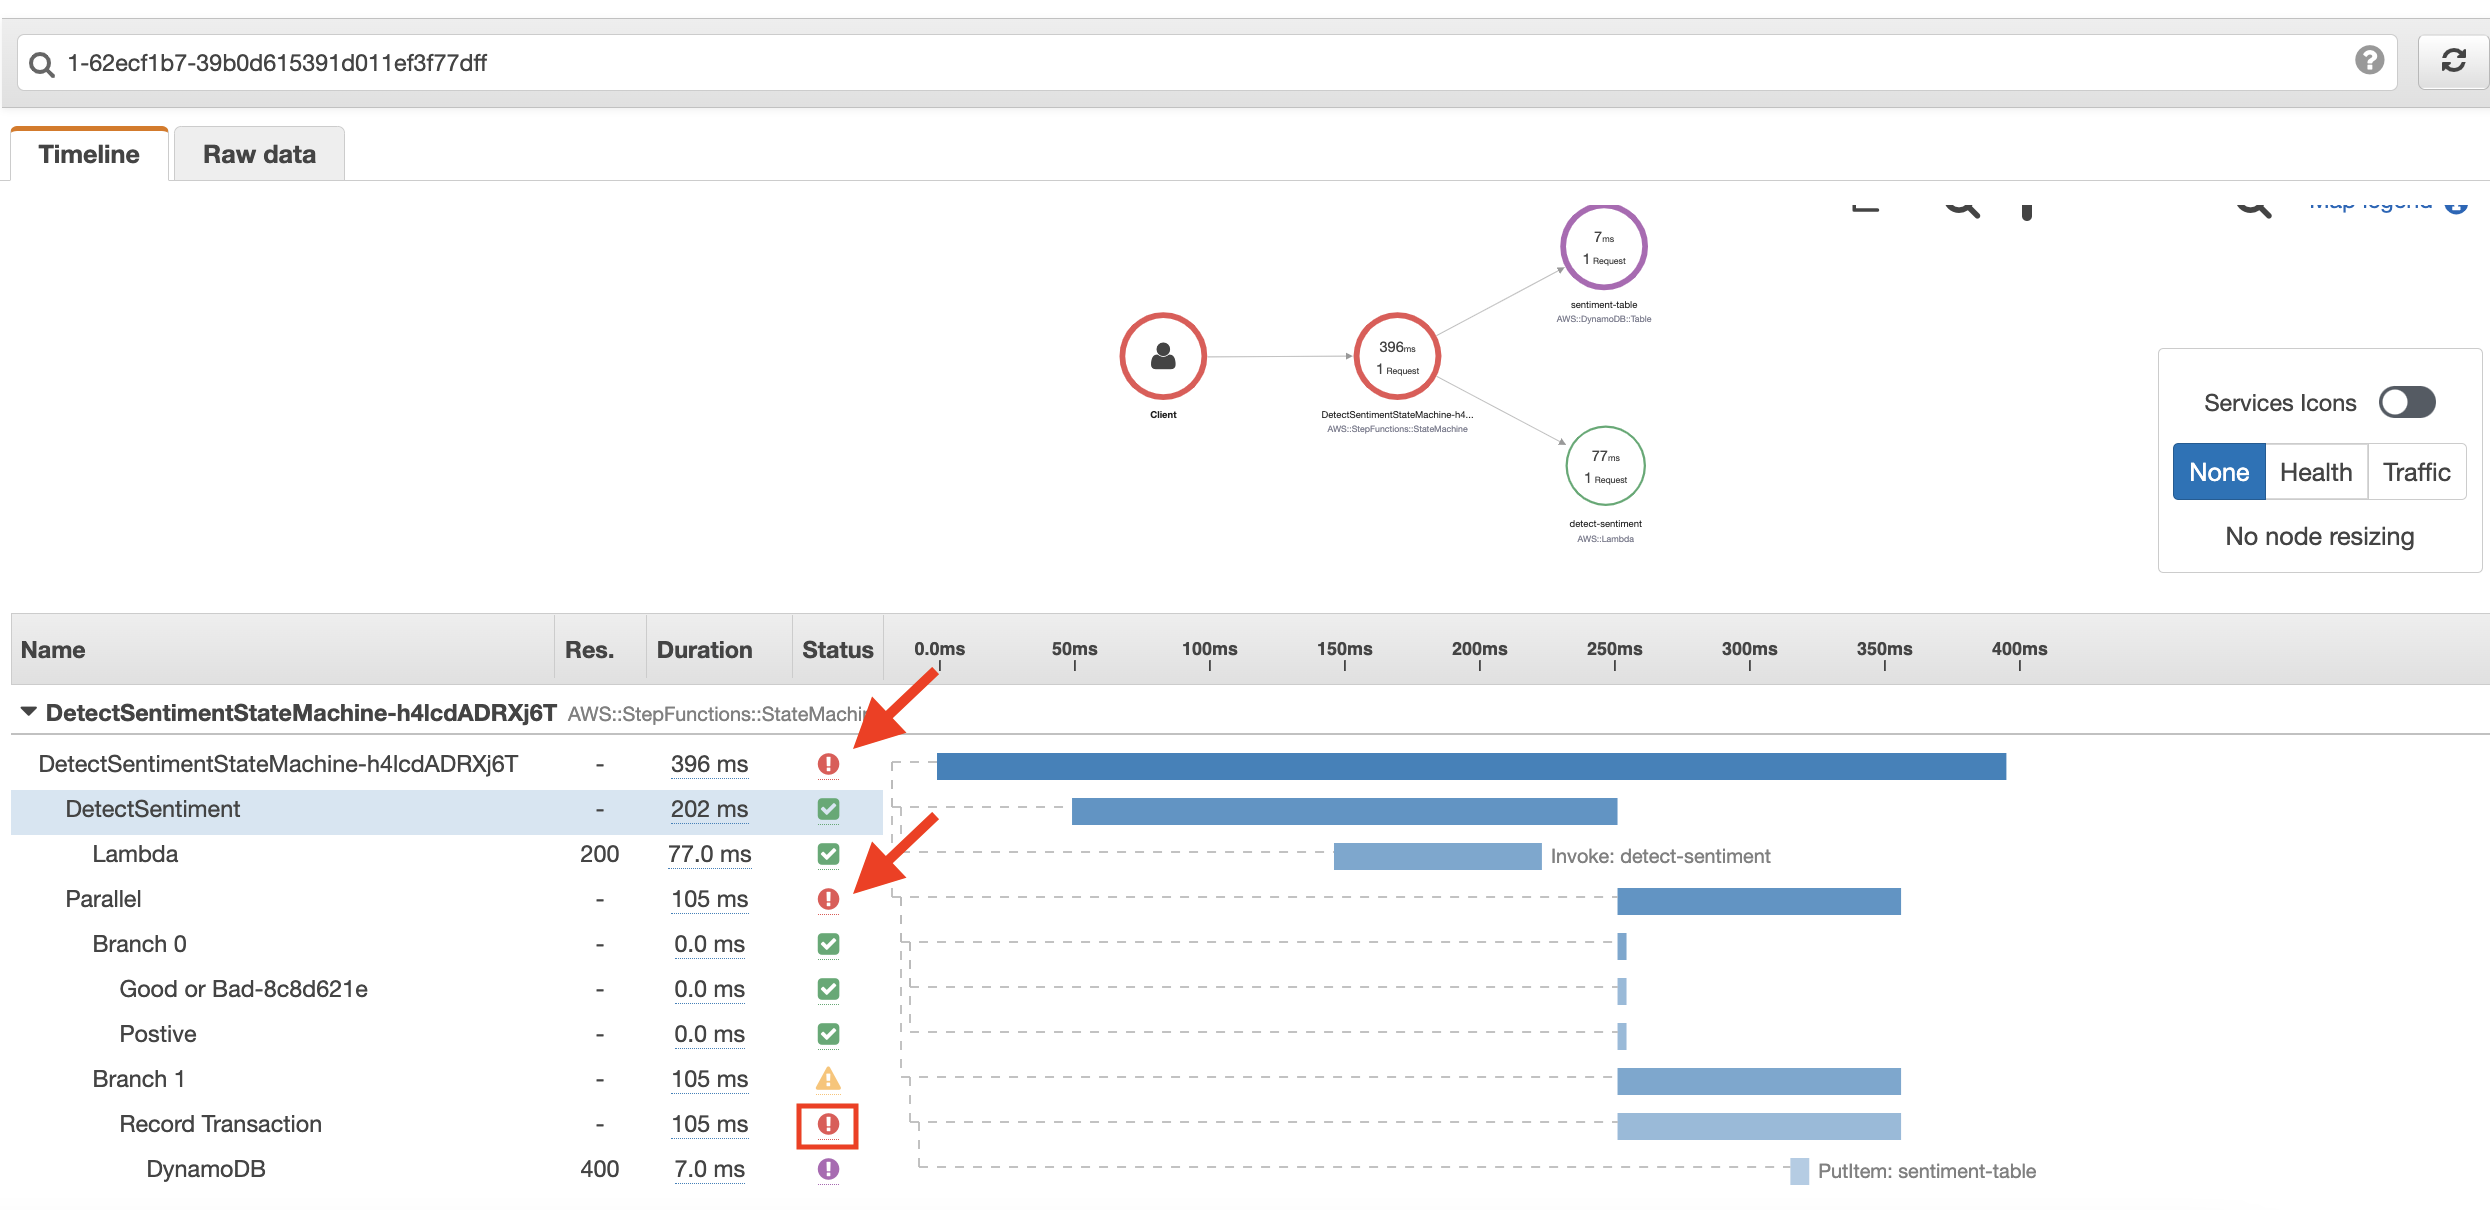 1-62ecf1b7-39b0d615391d011ef3f77dff
Timeline
Raw data
Map legend
7ms
1 Request
sentiment-table
AWS::DynamoDB::Table
Client
396ms
1 Request
DetectSentimentStateMachine-h4...
AWS::StepFunctions::StateMachine
77ms
1 Request
detect-sentiment
AWS::Lambda
Services Icons
None Health Traffic
No node resizing
Name Res. Duration Status 0.0ms 50ms 100ms 150ms 200ms 250ms 300ms 350ms 400ms
DetectSentimentStateMachine-h4lcdADRXj6T AWS::StepFunctions::StateMachin
DetectSentimentStateMachine-h4lcdADRXj6T - 396 ms
DetectSentiment - 202 ms
Lambda 200 77.0 ms Invoke: detect-sentiment
Parallel - 105 ms
Branch 0 - 0.0 ms
Good or Bad-8c8d621e - 0.0 ms
Postive - 0.0 ms
Branch 1 - 105 ms
Record Transaction - 105 ms
DynamoDB 400 7.0 ms PutItem: sentiment-table